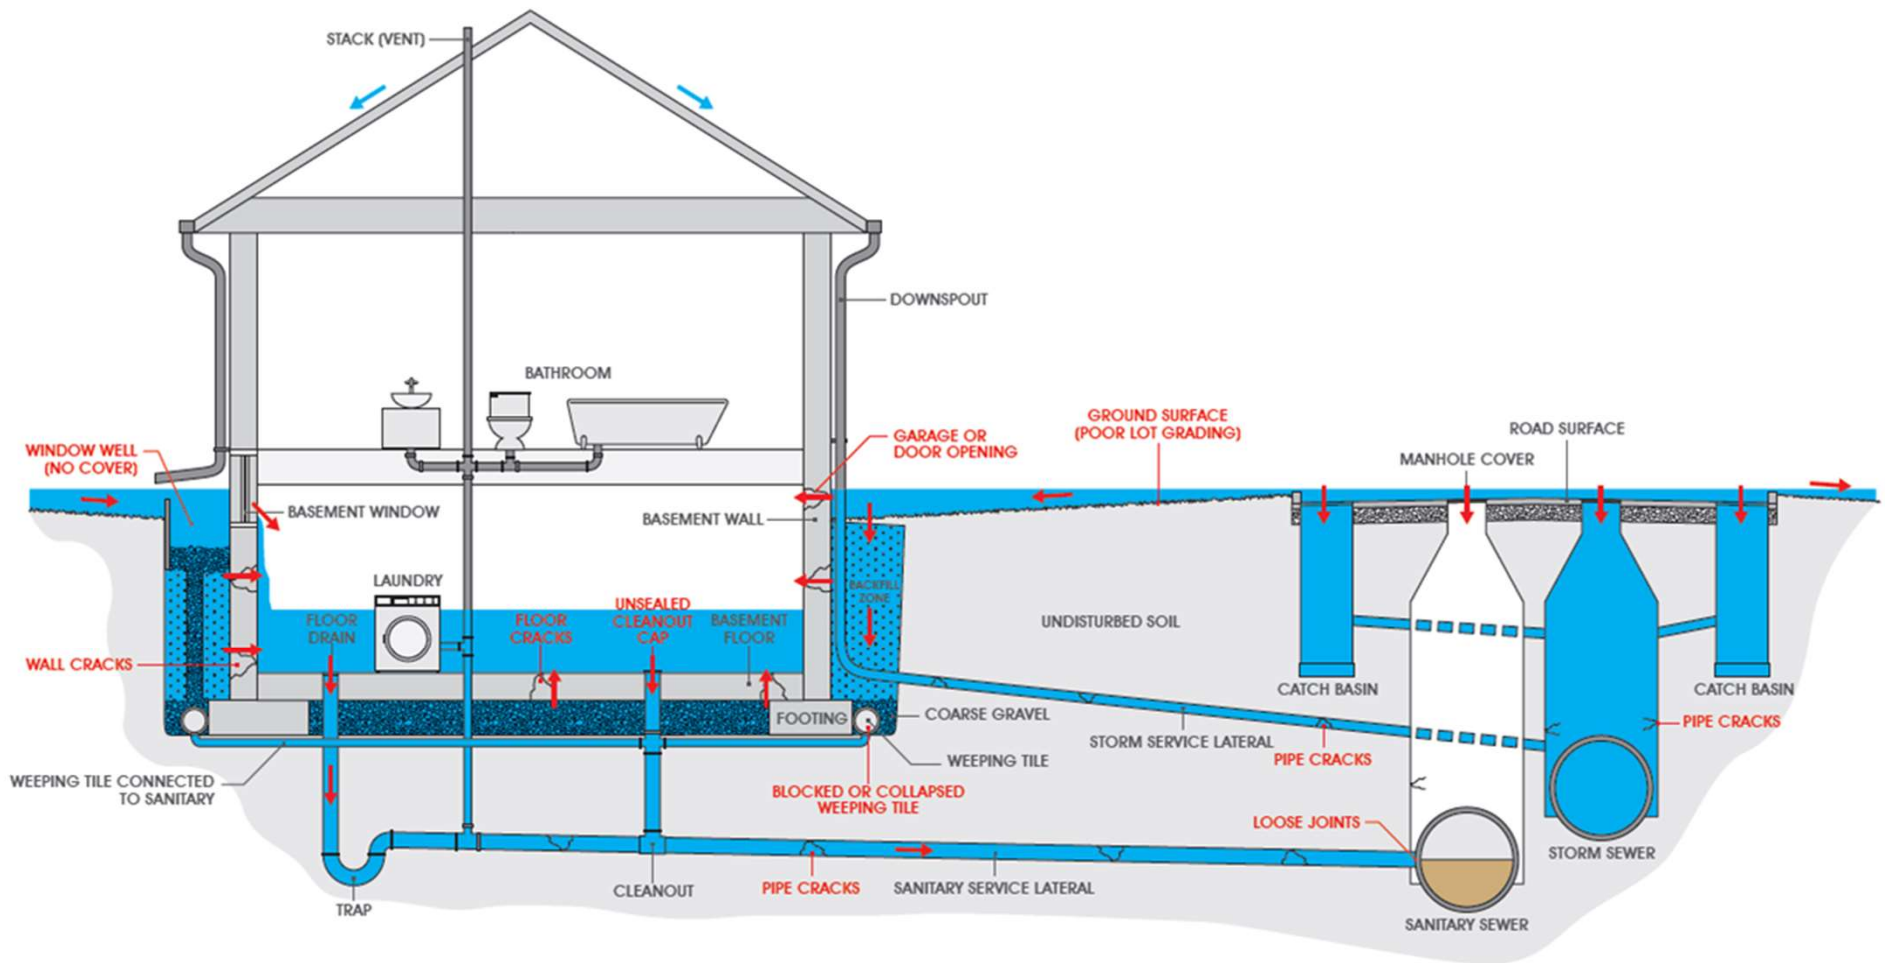 STACK (VENT)
DOWNSPOUT
BATHROOM
WINDOW WELL
(NO COVER)
GARAGE OR
DOOR OPENING
GROUND SURFACE
(POOR LOT GRADING)
ROAD SURFACE
MANHOLE COVER
BASEMENT WINDOW
BASEMENT WALL
LAUNDRY
BACKFILL
ZONE
FLOOR
DRAIN
FLOOR
CRACKS
UNSEALED
CLEANOUT
CAP
BASEMENT
FLOOR
UNDISTURBED SOIL
WALL CRACKS
CATCH BASIN
CATCH BASIN
FOOTING
COARSE GRAVEL
STORM SERVICE LATERAL
PIPE CRACKS
PIPE CRACKS
WEEPING TILE
WEEPING TILE CONNECTED
TO SANITARY
BLOCKED OR COLLAPSED
WEEPING TILE
LOOSE JOINTS
STORM SEWER
TRAP
CLEANOUT
PIPE CRACKS
SANITARY SERVICE LATERAL
SANITARY SEWER